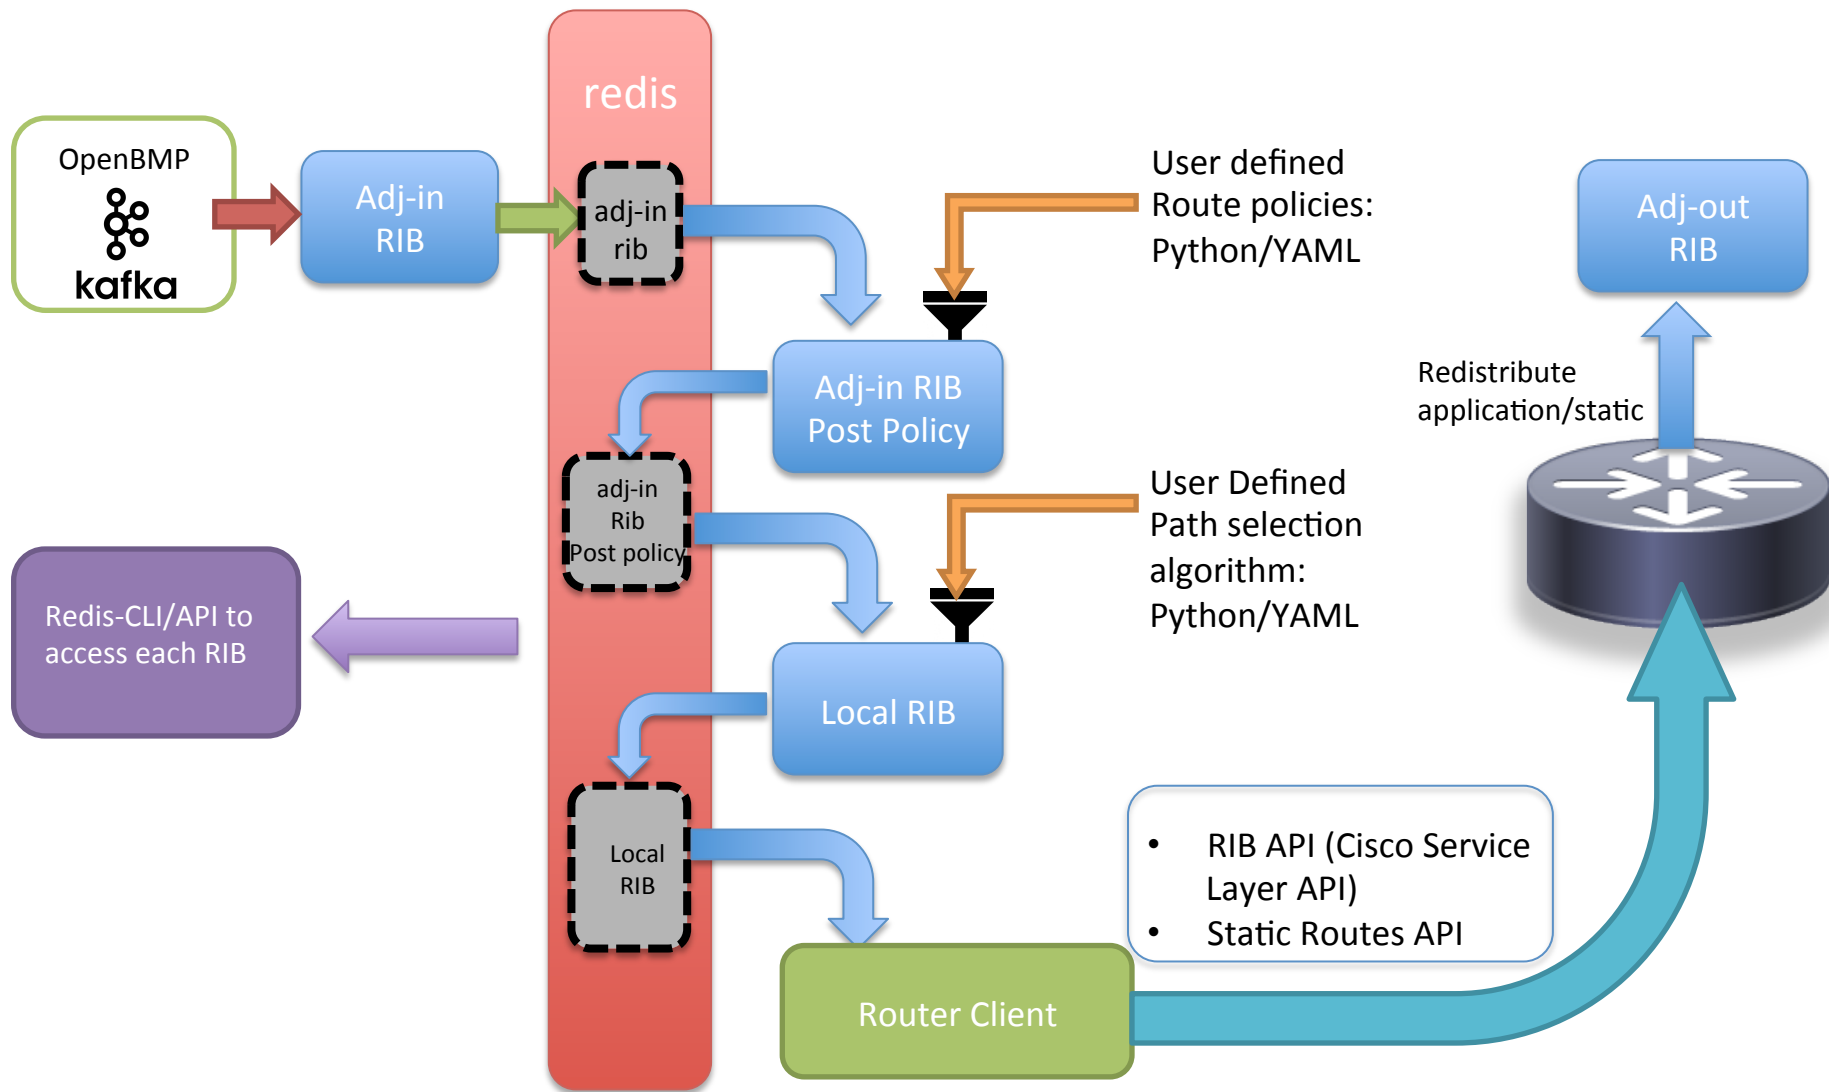 redis
OpenBMP
kafka
Adj-in
RIB
adj-in
rib
User defined
Route policies:
Python/YAML
Adj-out
RIB
Adj-in RIB
Post Policy
Redistribute
application/static
adj-in
Rib
Post policy
User Defined
Path selection
algorithm:
Python/YAML
Redis-CLI/API to
access each RIB
Local RIB
Local
RIB
• RIB API (Cisco Service
Layer API)
• Static Routes API
Router Client